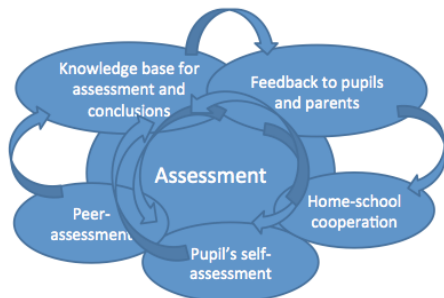 Knowledge base for
assessment and
conclusions
Feedback to pupils
and parents
Assessment
Home-school
cooperation
Peer-
assessment
Pupil's self-
assessment